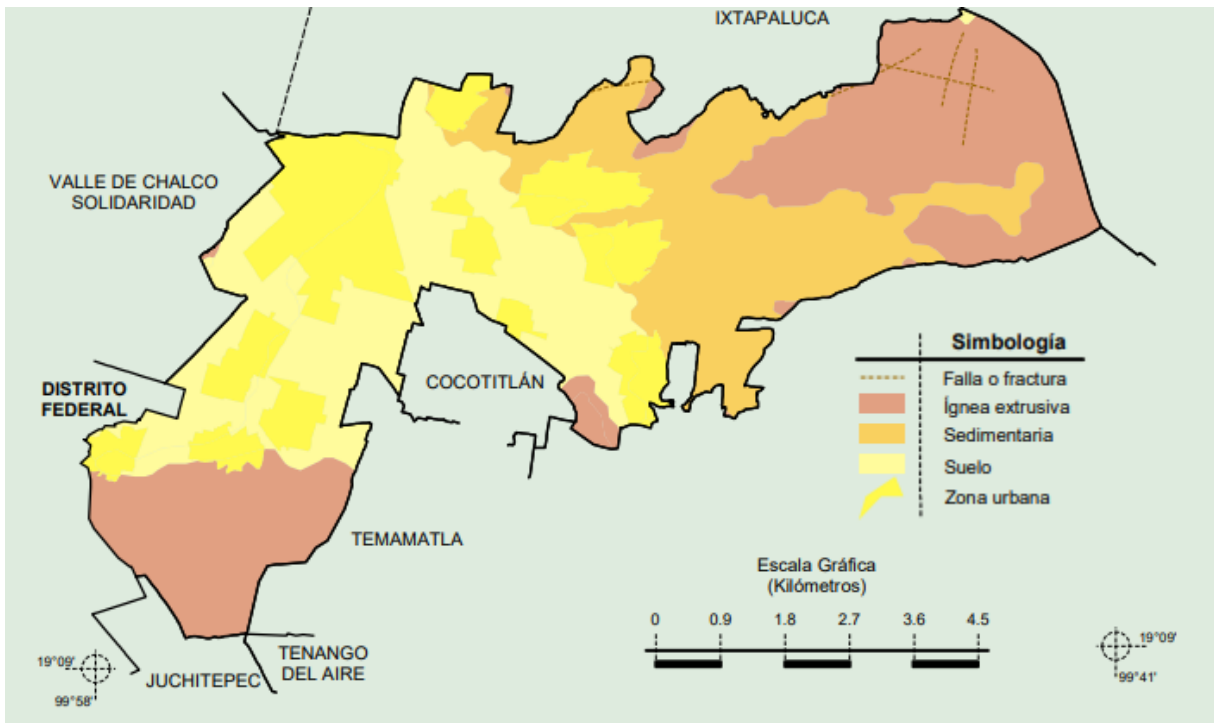 IXTAPALUCA
VALLE DE CHALCO
SOLIDARIDAD
DISTRITO
FEDERAL
COCOTITLÁN
TEMAMATLA
TENANGO
DEL AIRE
JUCHITEPEC
Simbología
Falla o fractura
Ígnea extrusiva
Sedimentaria
Suelo
Zona urbana
Escala Gráfica
(Kilómetros)
0 0.9 1.8 2.7 3.6 4.5
19°09'
99°58'
19°09'
99°41'